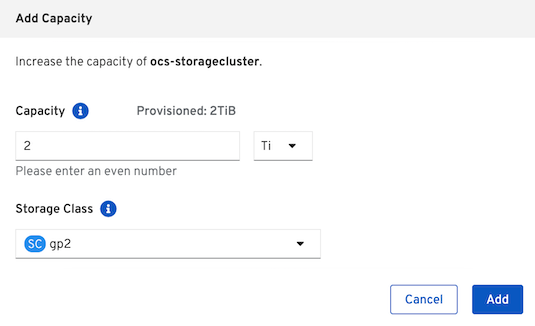 Add Capacity
Increase the capacity of ocs-storagecluster.
Capacity i Provisioned: 2TiB
2 Ti
Please enter an even number
Storage Class i
SC gp2
Cancel Add